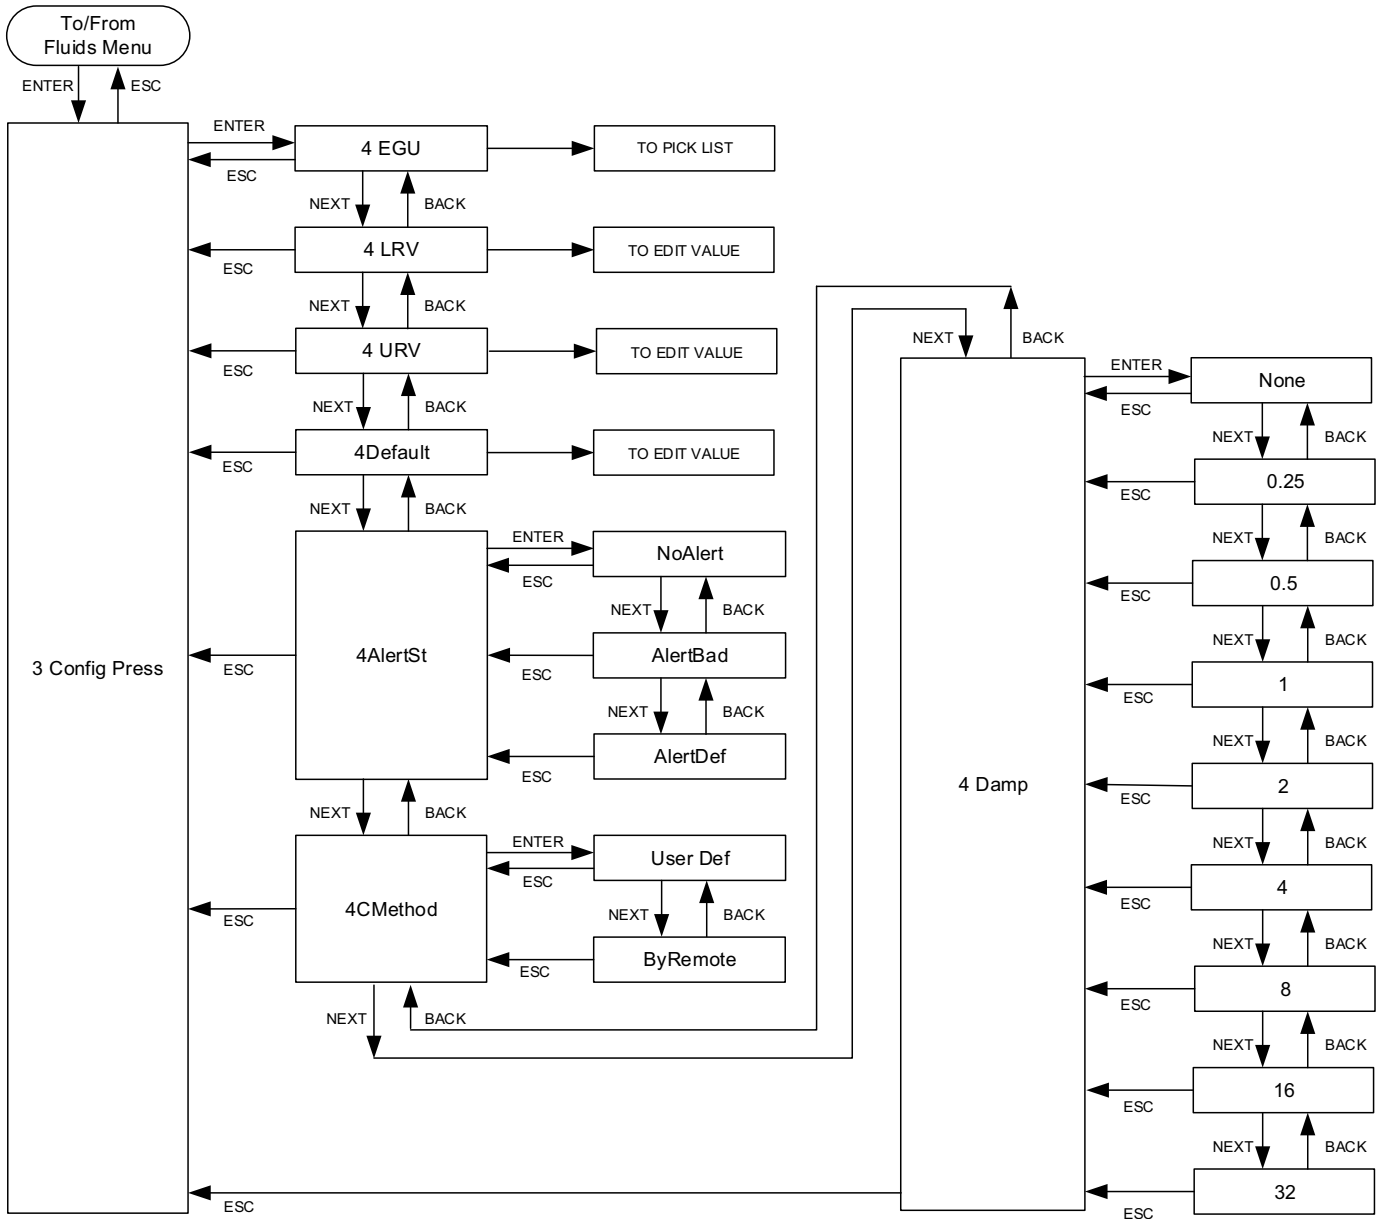 To/From
Fluids Menu
ENTER
ESC
3 Config Press
ENTER
ESC
4 EGU
TO PICK LIST
NEXT
BACK
ESC
4 LRV
TO EDIT VALUE
NEXT
BACK
ESC
4 URV
TO EDIT VALUE
NEXT
BACK
ESC
4Default
TO EDIT VALUE
NEXT
BACK
ESC
4AlertSt
ENTER
ESC
NoAlert
NEXT
BACK
ESC
AlertBad
NEXT
BACK
ESC
AlertDef
NEXT
BACK
ESC
4CMethod
ENTER
ESC
User Def
NEXT
BACK
ESC
ByRemote
NEXT
BACK
NEXT
BACK
4 Damp
ESC
ENTER
ESC
None
NEXT
BACK
ESC
0.25
NEXT
BACK
ESC
0.5
NEXT
BACK
ESC
1
NEXT
BACK
ESC
2
NEXT
BACK
ESC
4
NEXT
BACK
ESC
8
NEXT
BACK
ESC
16
NEXT
BACK
ESC
32